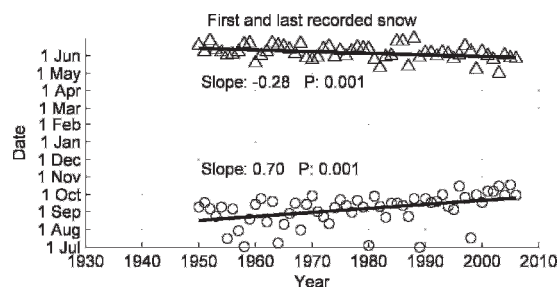 First and last recorded snow
1 Jun
1 May
1 Apr
1 Mar
1 Feb
1 Jan
1 Dec
1 Nov
1 Oct
1 Sep
1 Aug
1 Jul
Date
Slope: -0.28 P: 0.001
Slope: 0.70 P: 0.001
1930 1940 1950 1960 1970 1980 1990 2000 2010
Year